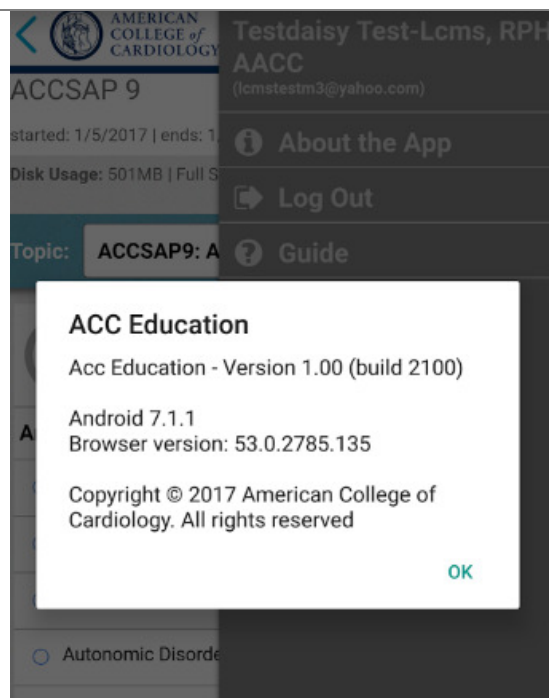 AMERICAN
COLLEGE of
CARDIOLOGY
Testdaisy Test-Lcms, RPH
AACC
(lcmstestm3@yahoo.com)
ACCSAP 9
started: 1/5/2017 | ends: 1
About the App
Disk Usage: 501MB | Full S
Log Out
Topic:
ACCSAP9: A
Guide
ACC Education
Acc Education - Version 1.00 (build 2100)
Android 7.1.1
Browser version: 53.0.2785.135
Copyright © 2017 American College of
Cardiology. All rights reserved
OK
A
Autonomic Disorde